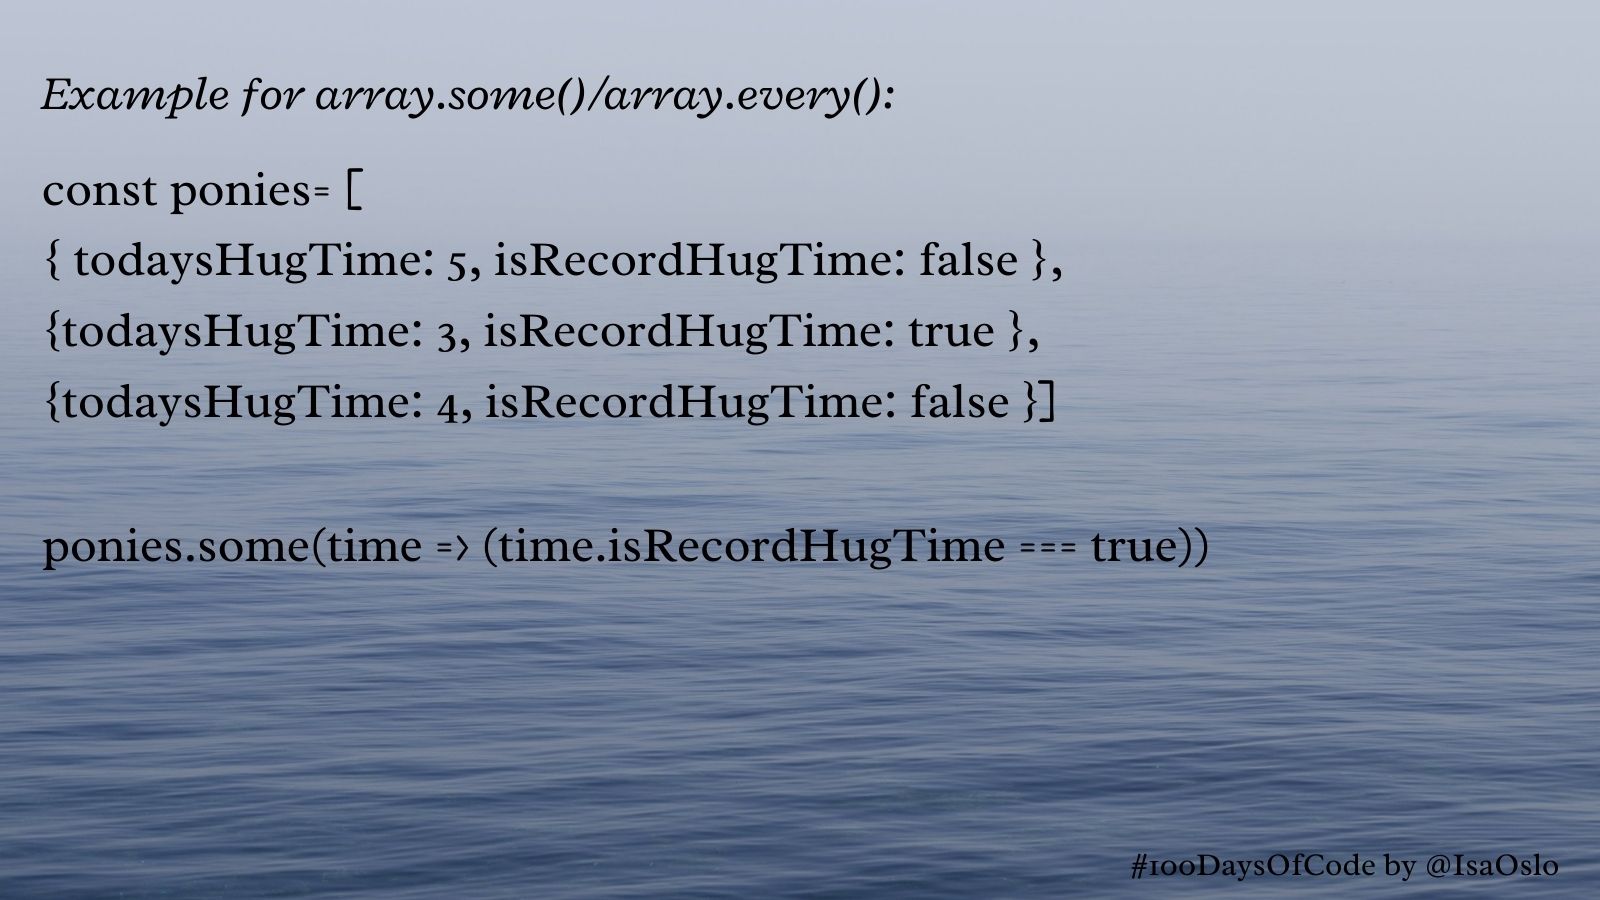 Example for array.some()/array.every():
const ponies= [
{ todaysHugTime: 5, isRecordHugTime: false },
{todaysHugTime: 3, isRecordHugTime: true },
{todaysHugTime: 4, isRecordHugTime: false }]
ponies.some(time => (time.isRecordHugTime === true))
#100DaysOfCode by @IsaOslo